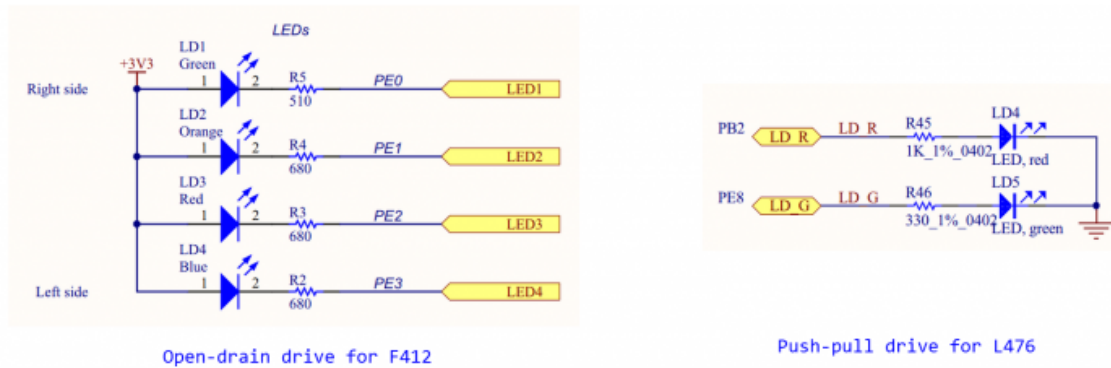 LEDs
LD1
Green
+3V3
Right side
1
2
R5
510
PE0
LED1
LD2
Orange
1
2
R4
680
PE1
LED2
LD3
Red
1
2
R3
680
PE2
LED3
LD4
Blue
Left side
1
2
R2
680
PE3
LED4
Open-drain drive for F412
PB2
LD_R
LD_R
R45
1K_1%_0402
LD4
LED, red
PE8
LD_G
LD_G
R46
330_1%_0402
LD5
LED, green
Push-pull drive for L476